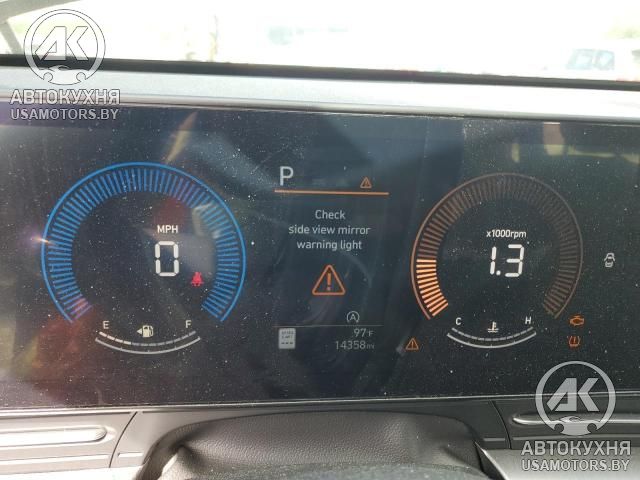 АК
АВТОКУХНЯ
USAMOTORS.BY
P
MPH
0
E
F
Check
side view mirror
warning light
A
97°F
14358mi
x1000rpm
1.3
C
H
АК
АВТОКУХНЯ
USAMOTORS.BY